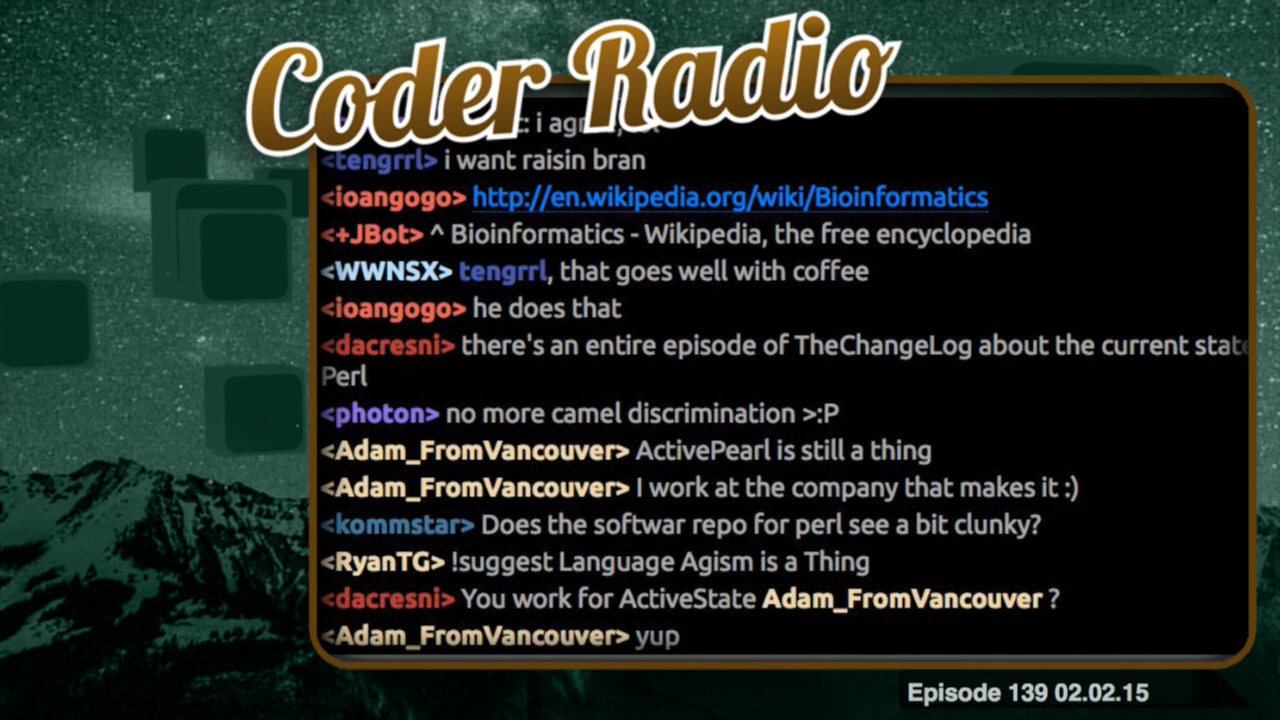 Coder Radio
: i ag
<tengrrl> i want raisin bran
<ioangogo> http://en.wikipedia.org/wiki/Bioinformatics
<+JBot> ^ Bioinformatics - Wikipedia, the free encyclopedia
<WWNSX> tengrrl, that goes well with coffee
<ioangogo> he does that
<dacresni> there's an entire episode of TheChangeLog about the current state
Perl
<photon> no more camel discrimination >:P
<Adam_FromVancouver> ActivePearl is still a thing
<Adam_FromVancouver> I work at the company that makes it :)
<kommstar> Does the softwar repo for perl see a bit clunky?
<RyanTG> !suggest Language Agism is a Thing
<dacresni> You work for ActiveState Adam_FromVancouver ?
<Adam_FromVancouver> yup
Episode 139 02.02.15